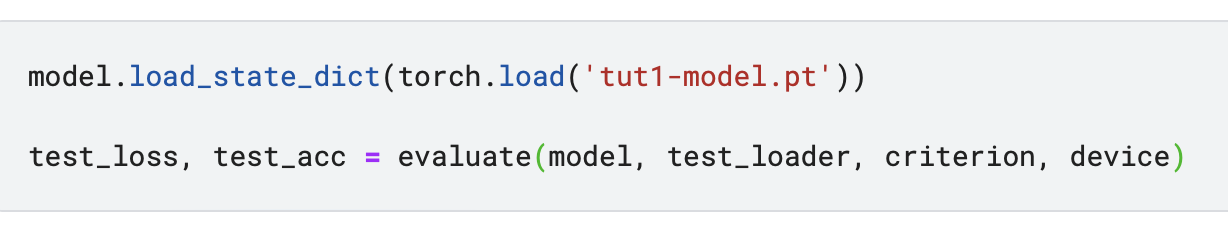 model.load_state_dict(torch.load('tut1-model.pt'))
test_loss, test_acc = evaluate(model, test_loader, criterion, device)